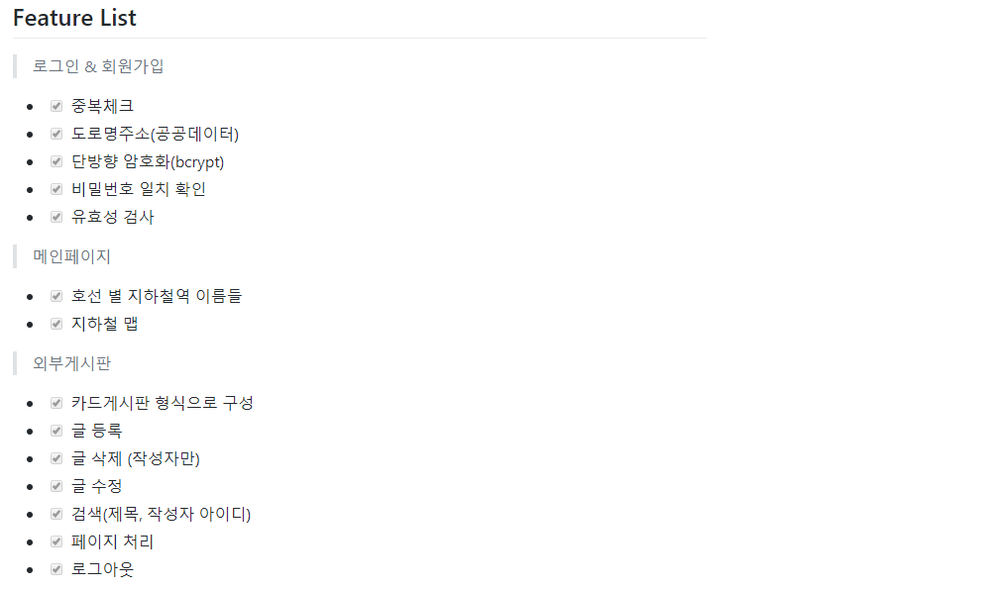 Feature List
로그인 & 회원가입
중복체크
도로명주소(공공데이터)
단방향 암호화(bcrypt)
비밀번호 일치 확인
유효성 검사
메인페이지
호선 별 지하철역 이름들
지하철 맵
외부게시판
카드게시판 형식으로 구성
글 등록
글 삭제 (작성자만)
글 수정
검색(제목, 작성자 아이디)
페이지 처리
로그아웃